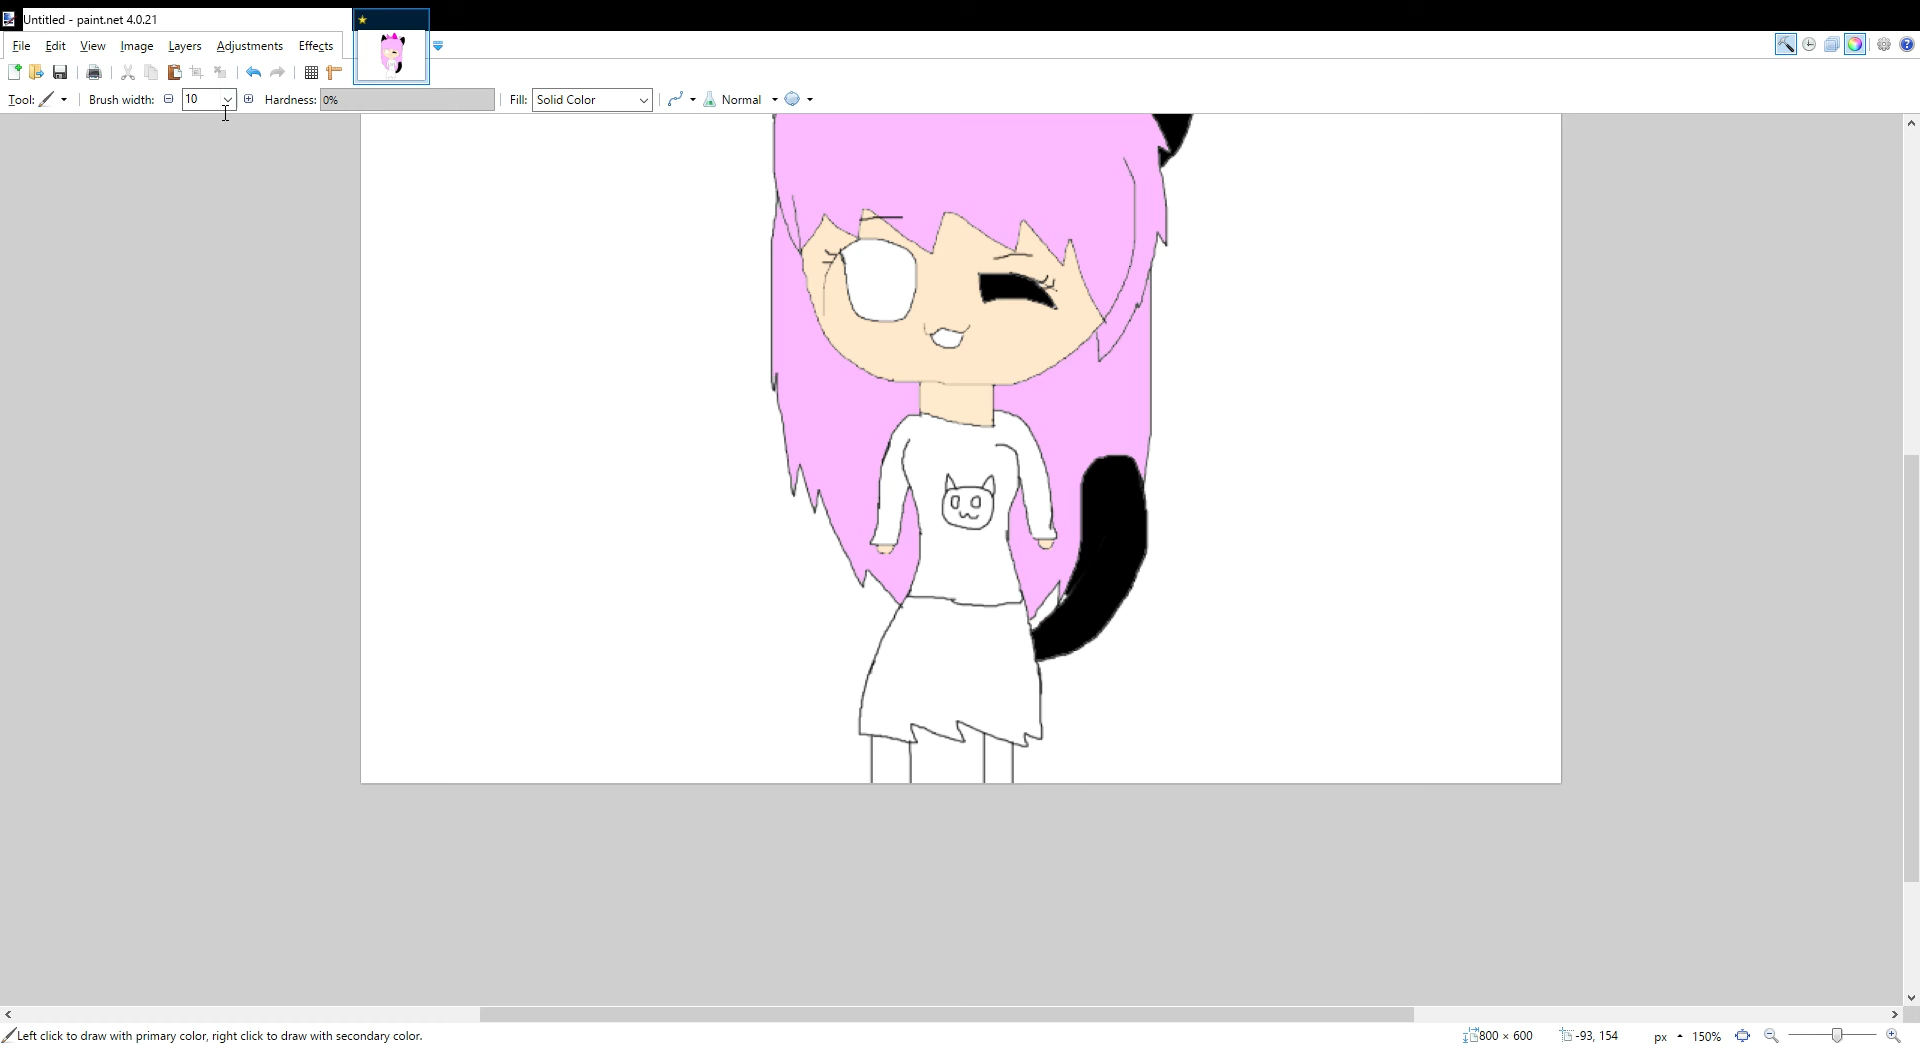 Untitled - paint.net 4.0.21
File Edit View Image Layers Adjustments Effects
Tool: Brush width: 10 Hardness: 0% Fill: Solid Color Normal
Left click to draw with primary color, right click to draw with secondary color. 800 × 600 -93, 154 px 150%